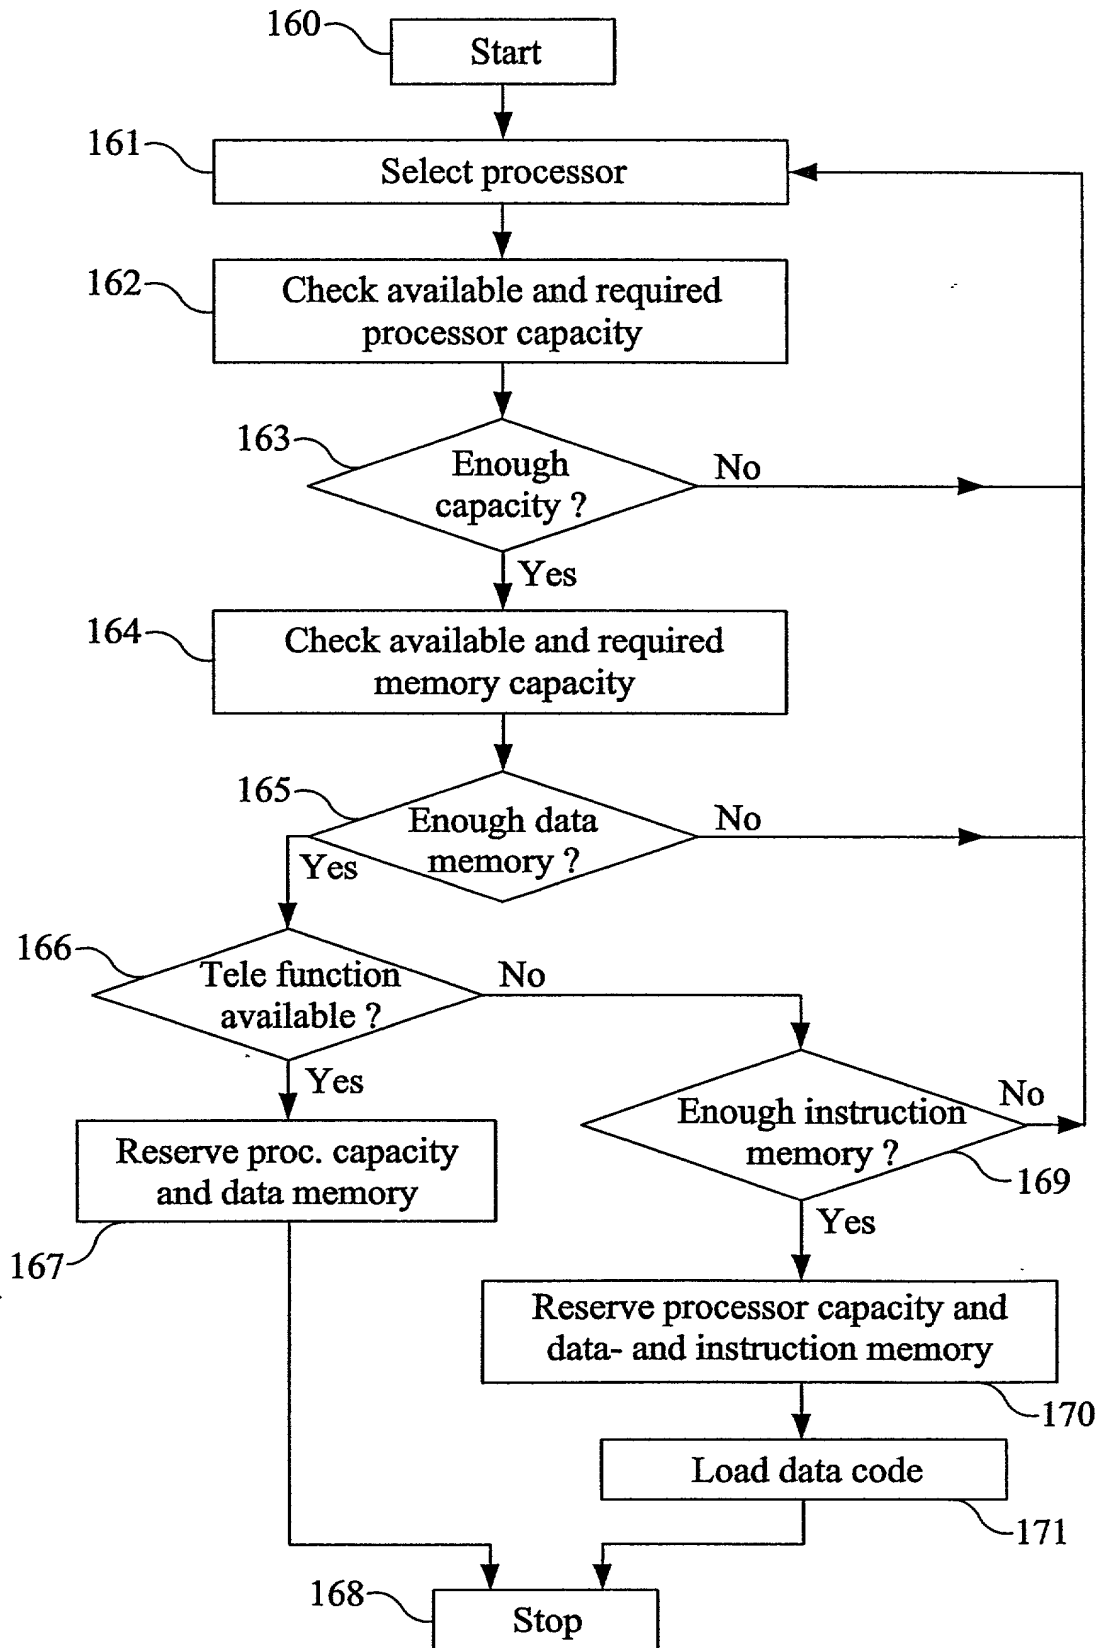 160
Start
161
Select processor
162
Check available and required
processor capacity
163
Enough
capacity ?
No
Yes
164
Check available and required
memory capacity
165
Enough data
memory ?
No
Yes
166
Tele function
available ?
No
Yes
Enough instruction
memory ?
No
169
Yes
Reserve proc. capacity
and data memory
167
Reserve processor capacity and
data- and instruction memory
170
Load data code
171
168
Stop